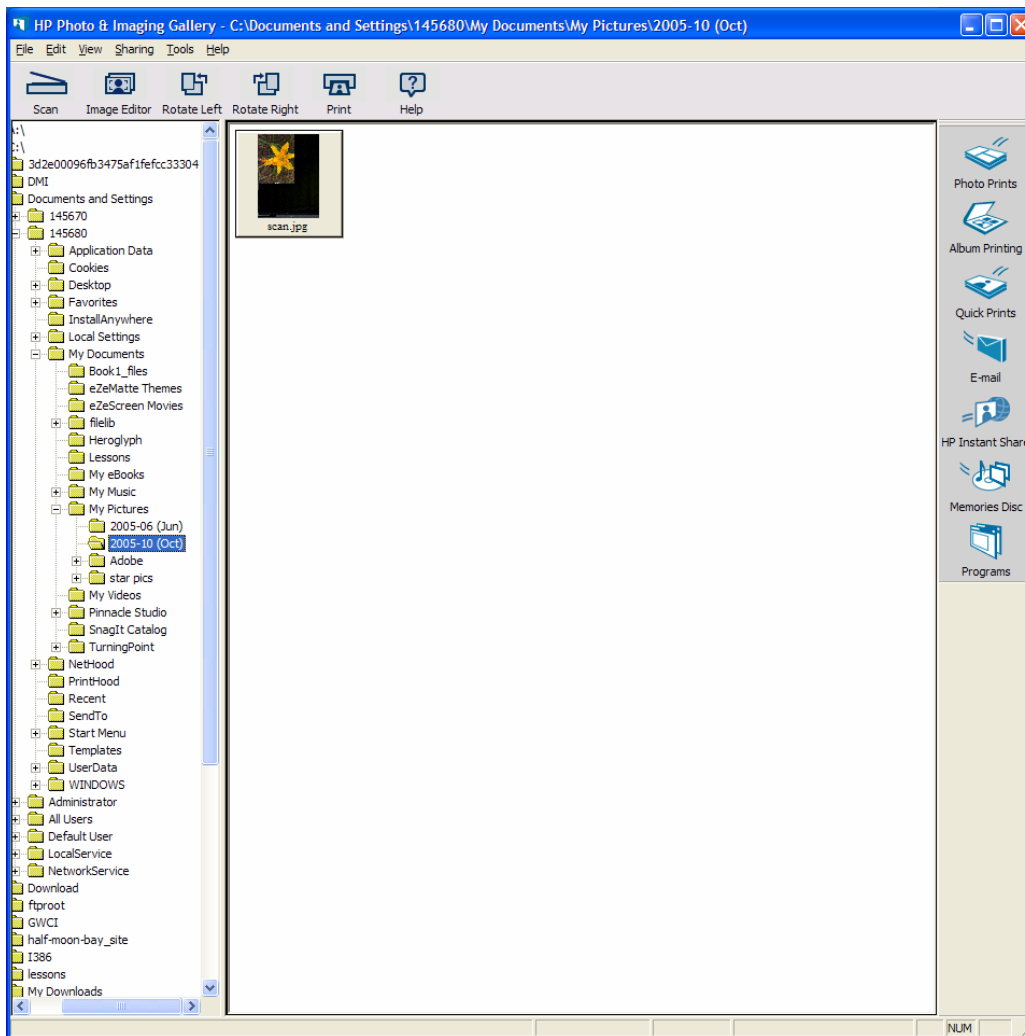 HP Photo & Imaging Gallery - C:\Documents and Settings\145680\My Documents\My Pictures\2005-10 (Oct)
File Edit View Sharing Tools Help
Scan Image Editor Rotate Left Rotate Right Print Help
A:\
C:\
3d2e00096fb3475af1fefcc33304
DMI
Documents and Settings
145670
145680
Application Data
Cookies
Desktop
Favorites
InstallAnywhere
Local Settings
My Documents
Book1_files
eZeMatte Themes
eZeScreen Movies
filelib
Heroglyph
Lessons
My eBooks
My Music
My Pictures
2005-06 (Jun)
2005-10 (Oct)
Adobe
star pics
My Videos
Pinnacle Studio
SnagIt Catalog
TurningPoint
NetHood
PrintHood
Recent
SendTo
Start Menu
Templates
UserData
WINDOWS
Administrator
All Users
Default User
LocalService
NetworkService
Download
ftproot
GWCI
half-moon-bay_site
I386
lessons
My Downloads
scan.jpg
Photo Prints
Album Printing
Quick Prints
E-mail
HP Instant Share
Memories Disc
Programs
NUM